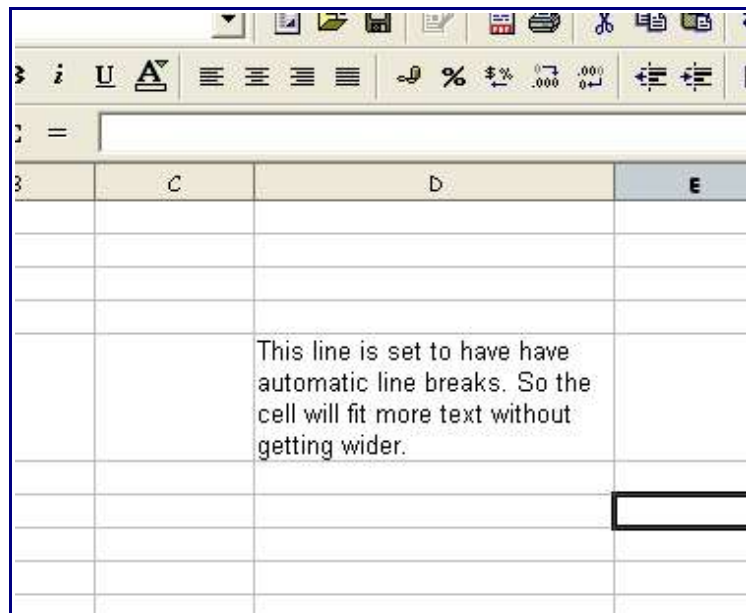 i U A %
=
C D E
This line is set to have have
automatic line breaks. So the
cell will fit more text without
getting wider.